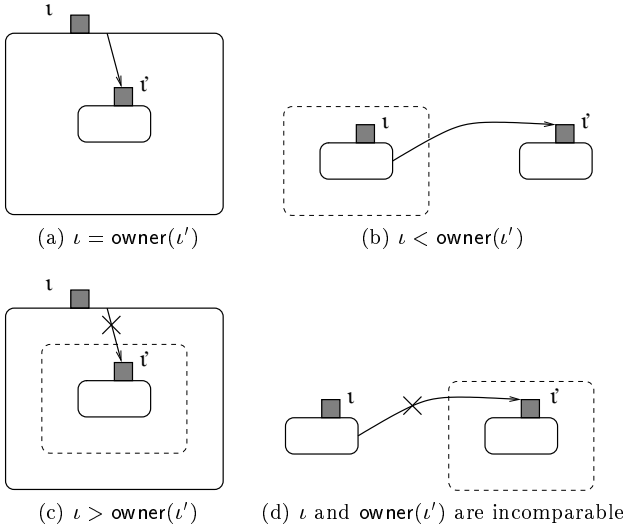 ι
ι'
ι
ι'
(a) ι = owner(ι′)
(b) ι < owner(ι′)
ι
ι'
ι
ι'
(c) ι > owner(ι′)
(d) ι and owner(ι′) are incomparable